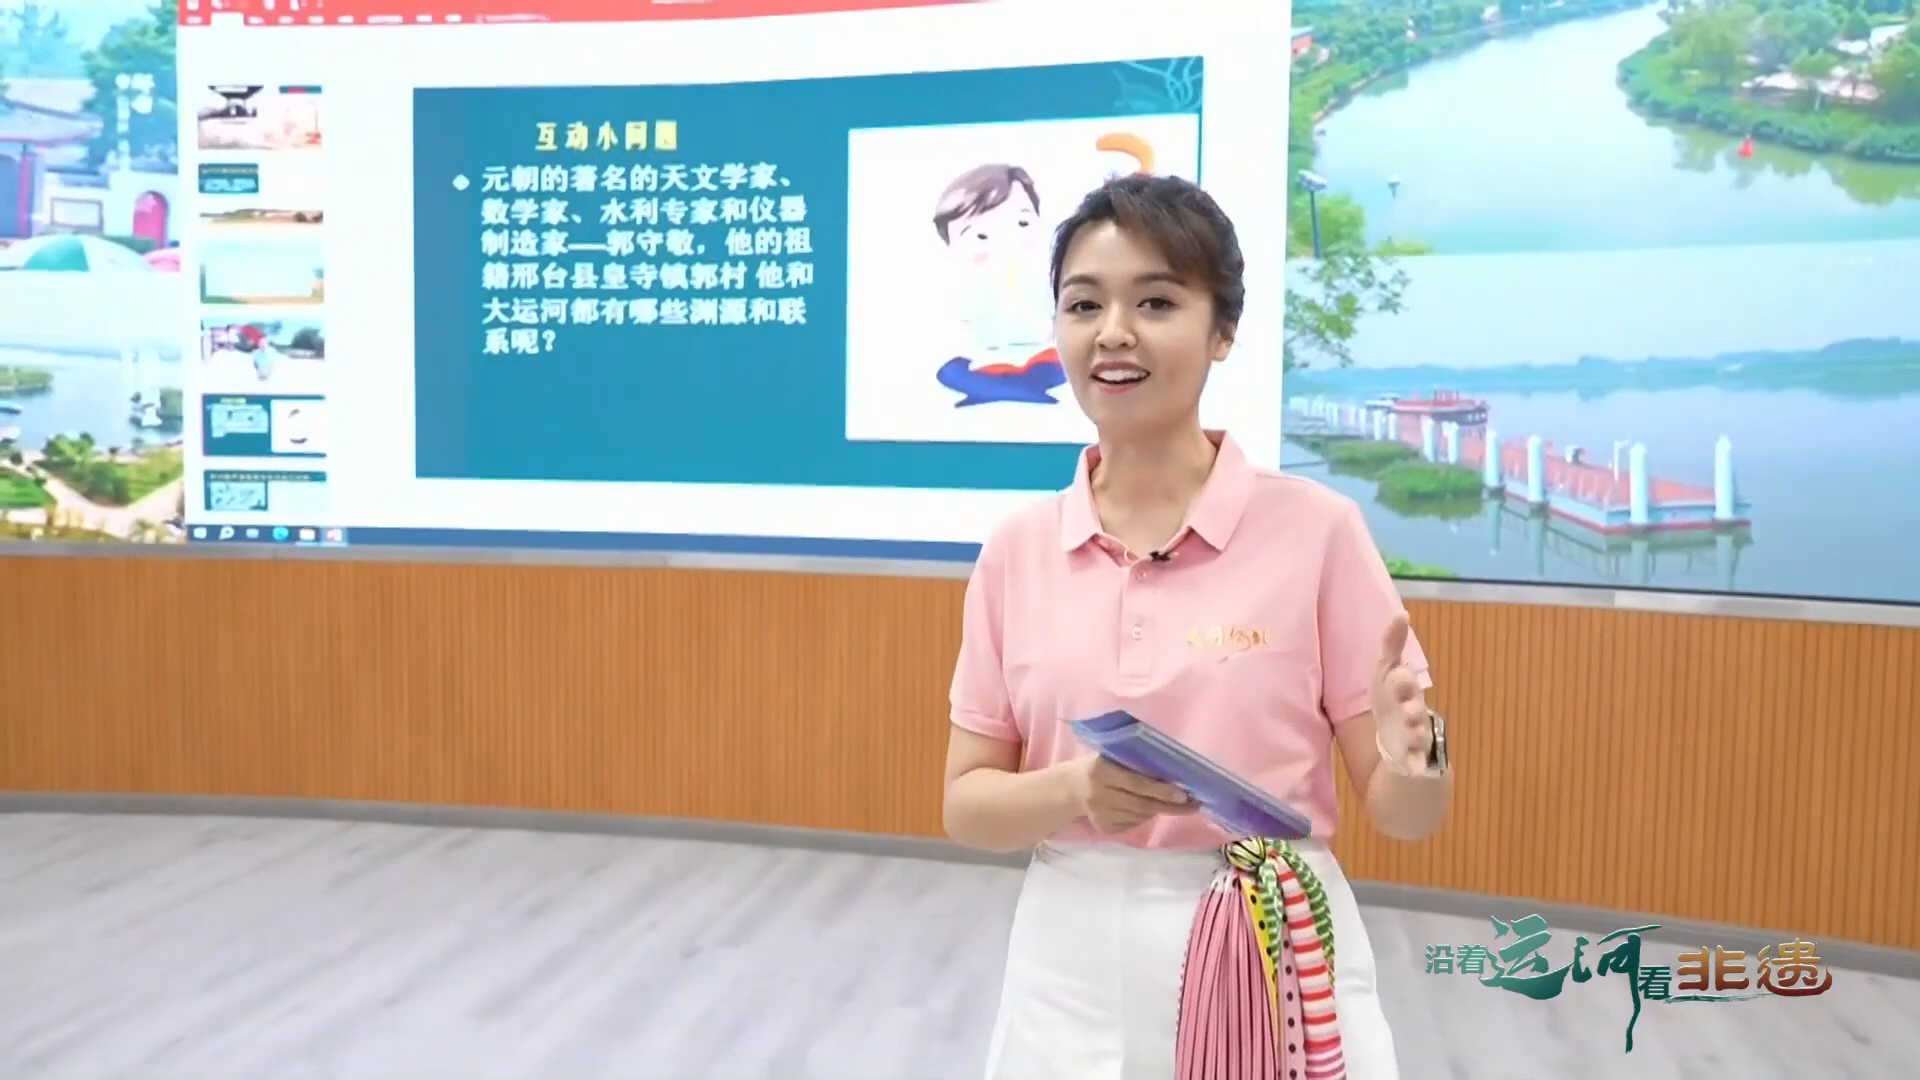 互动小问题
元朝的著名的天文学家、
数学家、水利专家和仪器
制造家——郭守敬，他的祖
籍邢台县皇寺镇郭村 他和
大运河都有哪些渊源和联
系呢？
沿着运河看非遗